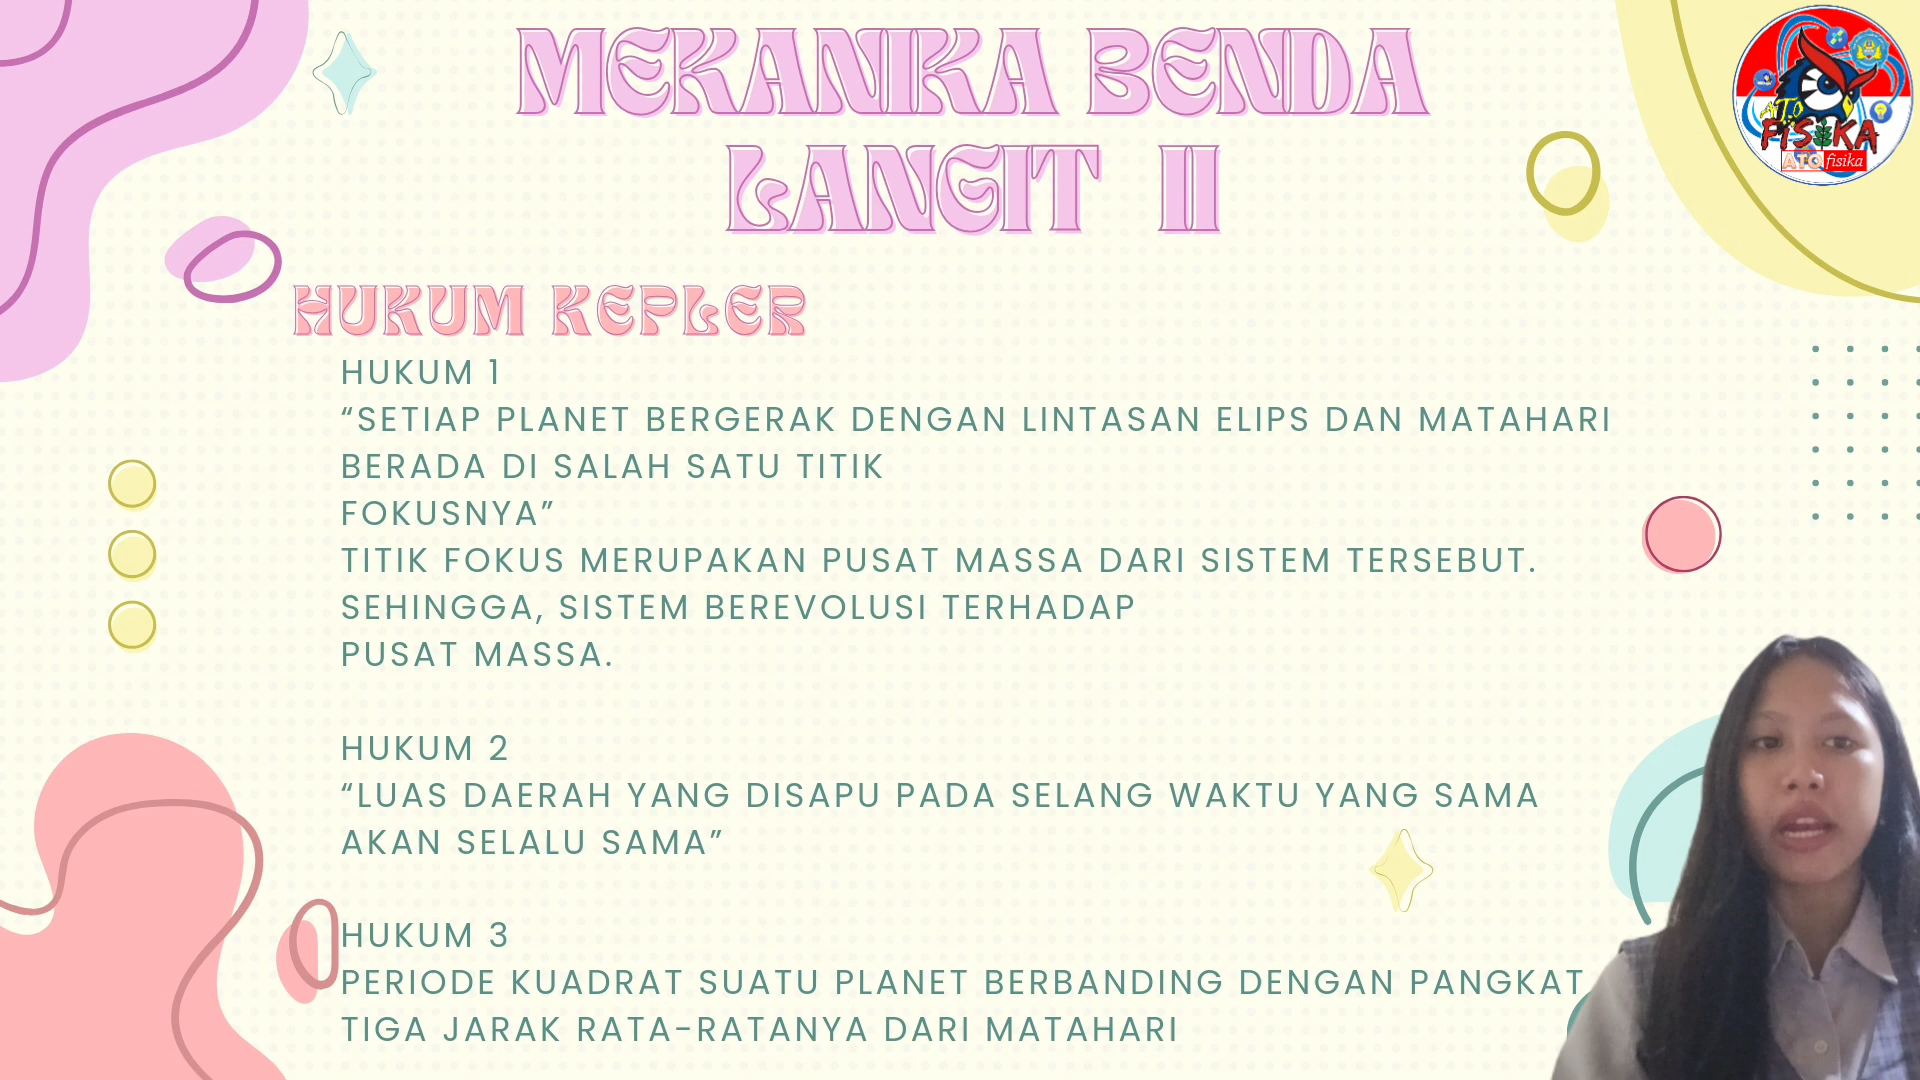 MEKANIKA BENDA
LANGIT II
ATO
FISIKA
ATO fisika
HUKUM KEPLER
HUKUM 1
“SETIAP PLANET BERGERAK DENGAN LINTASAN ELIPS DAN MATAHARI
BERADA DI SALAH SATU TITIK
FOKUSNYA”
TITIK FOKUS MERUPAKAN PUSAT MASSA DARI SISTEM TERSEBUT.
SEHINGGA, SISTEM BEREVOLUSI TERHADAP
PUSAT MASSA.
HUKUM 2
“LUAS DAERAH YANG DISAPU PADA SELANG WAKTU YANG SAMA
AKAN SELALU SAMA”
HUKUM 3
PERIODE KUADRAT SUATU PLANET BERBANDING DENGAN PANGKAT
TIGA JARAK RATA-RATANYA DARI MATAHARI